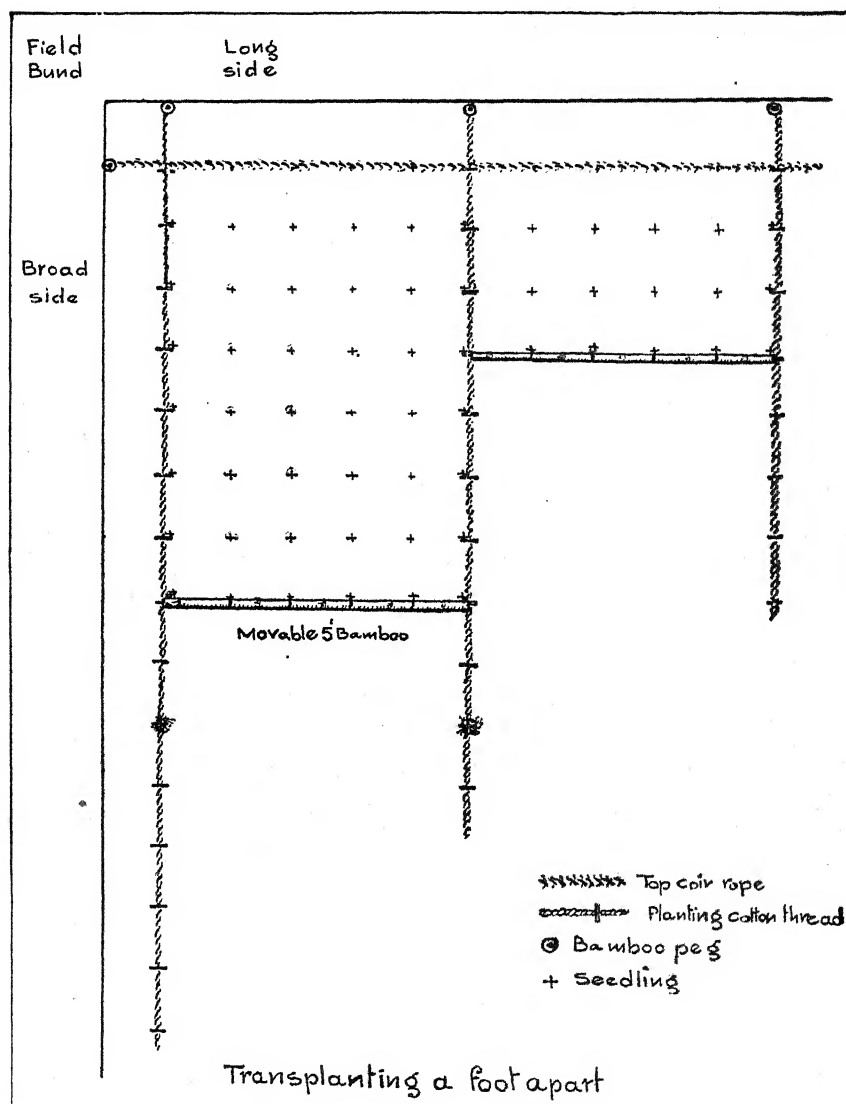 Field
Bund
Long
side
Broad
side
Movable 5' Bamboo
Top coir rope
Planting cotton thread
Bamboo peg
Seedling
Transplanting a foot apart